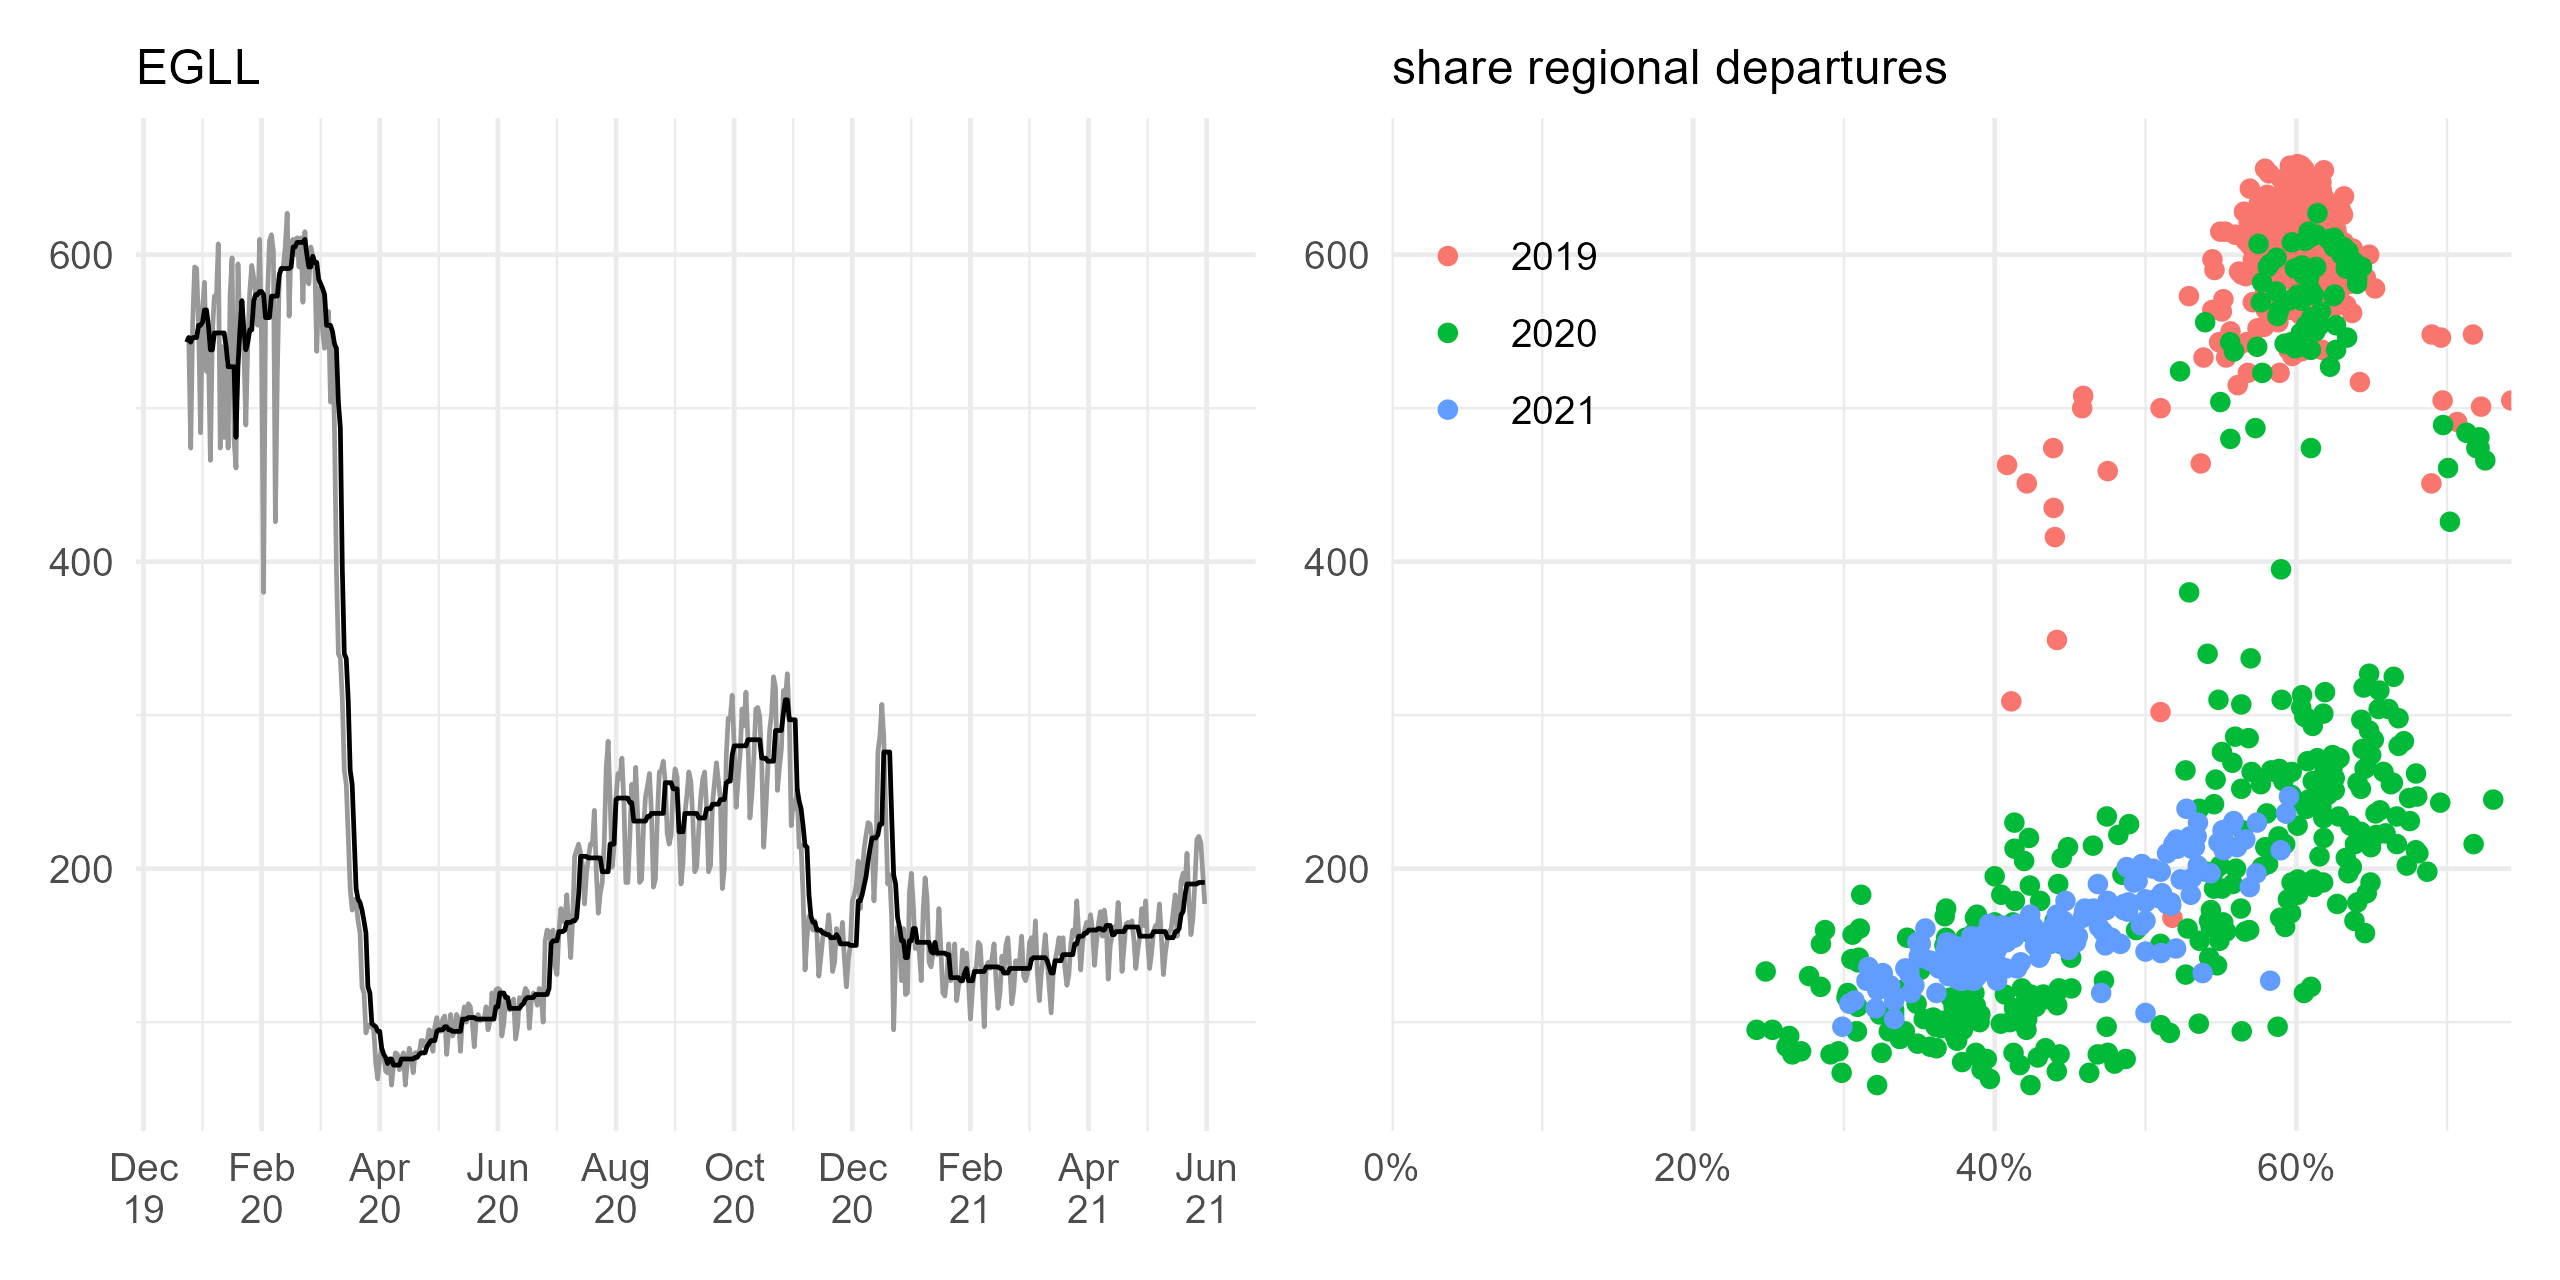 EGLL
600
400
200
Dec 19
Feb 20
Apr 20
Jun 20
Aug 20
Oct 20
Dec 20
Feb 21
Apr 21
Jun 21
share regional departures
600
400
200
2019
2020
2021
0%
20%
40%
60%